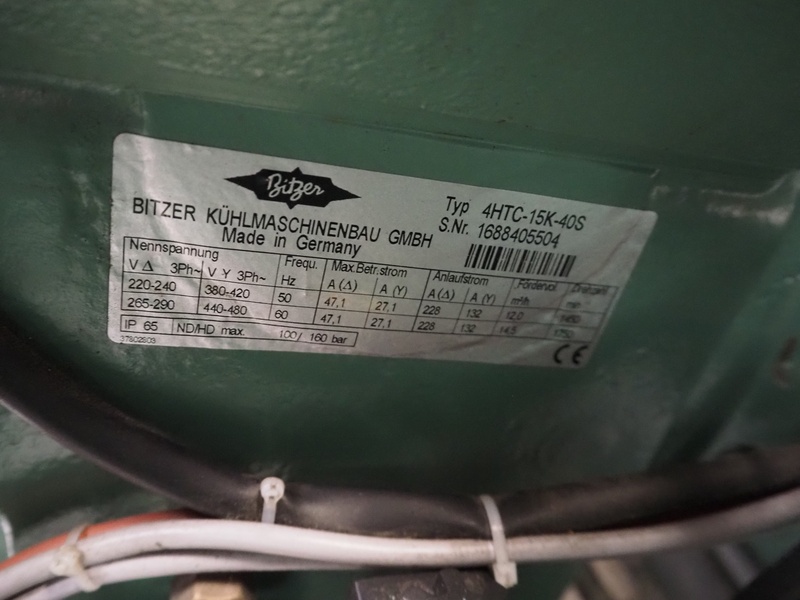 Bitzer
BITZER KÜHLMASCHINENBAU GMBH
Made in Germany
Typ 4HTC-15K-40S
S.Nr. 1688405504
Nennspannung Frequ. Max.Betr.strom Anlaufstrom Fördervol. Drehzahl
V Δ 3Ph~ V Y 3Ph~ Hz A (Δ) A (Y) A (Δ) A (Y) m³/h min⁻¹
220-240 380-420 50 47,1 27,1 228 132 12,0 1450
265-290 440-480 60 47,1 27,1 228 132 14,5 1750
IP 65 ND/HD max. 100/ 160 bar
37802803
CE